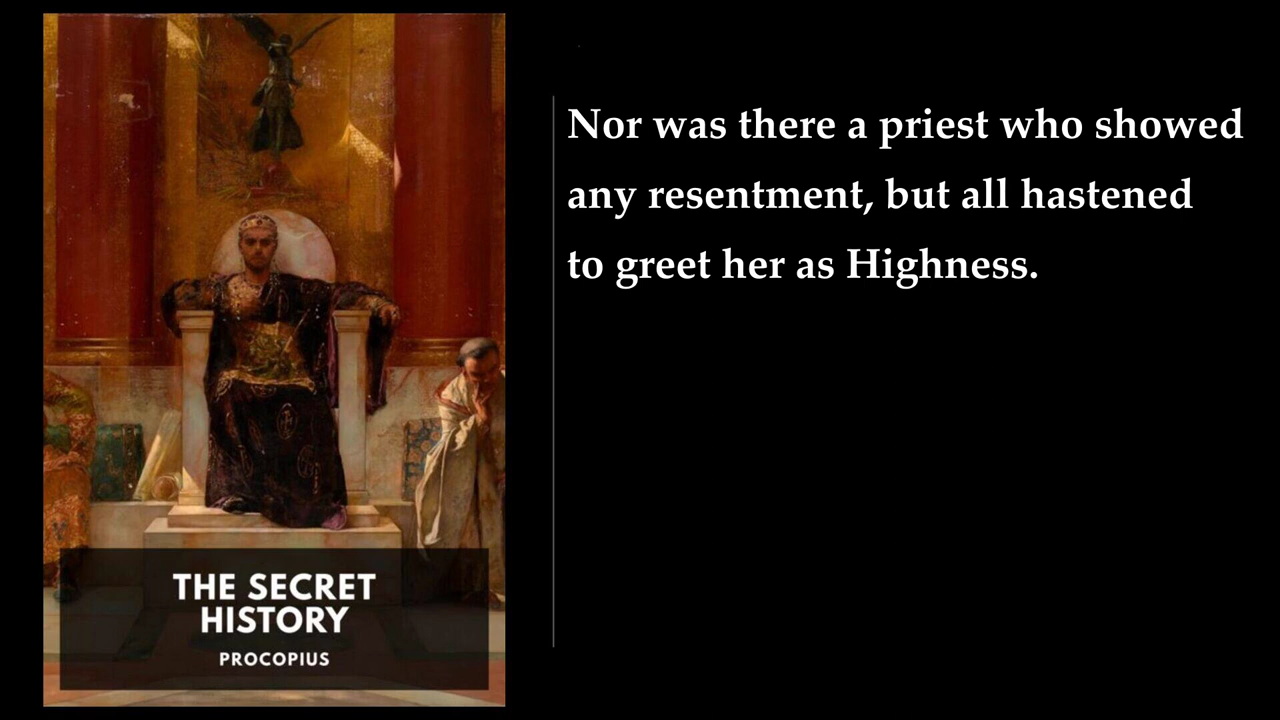 THE SECRET
HISTORY
PROCOPIUS
Nor was there a priest who showed
any resentment, but all hastened
to greet her as Highness.